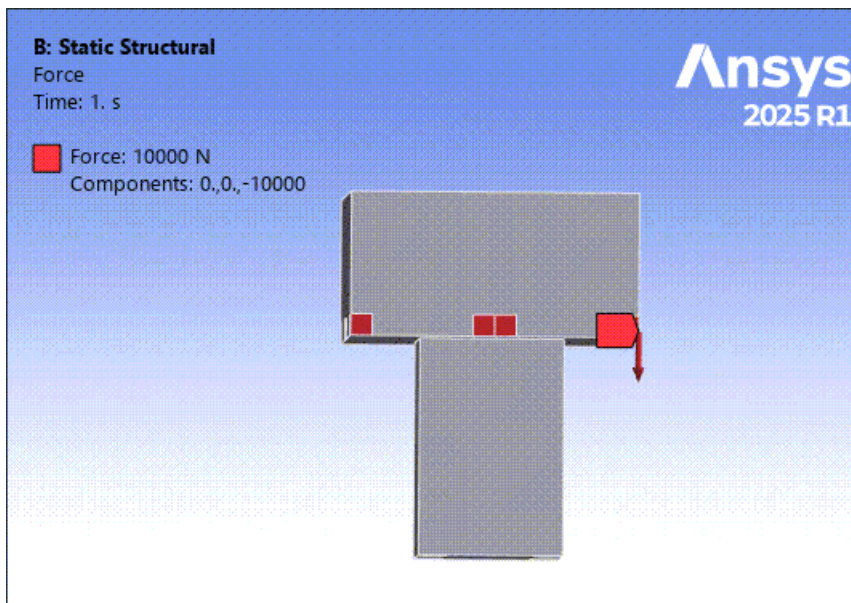 B: Static Structural
Force
Time: 1. s
Force: 10000 N
Components: 0.,0.,-10000
Ansys
2025 R1